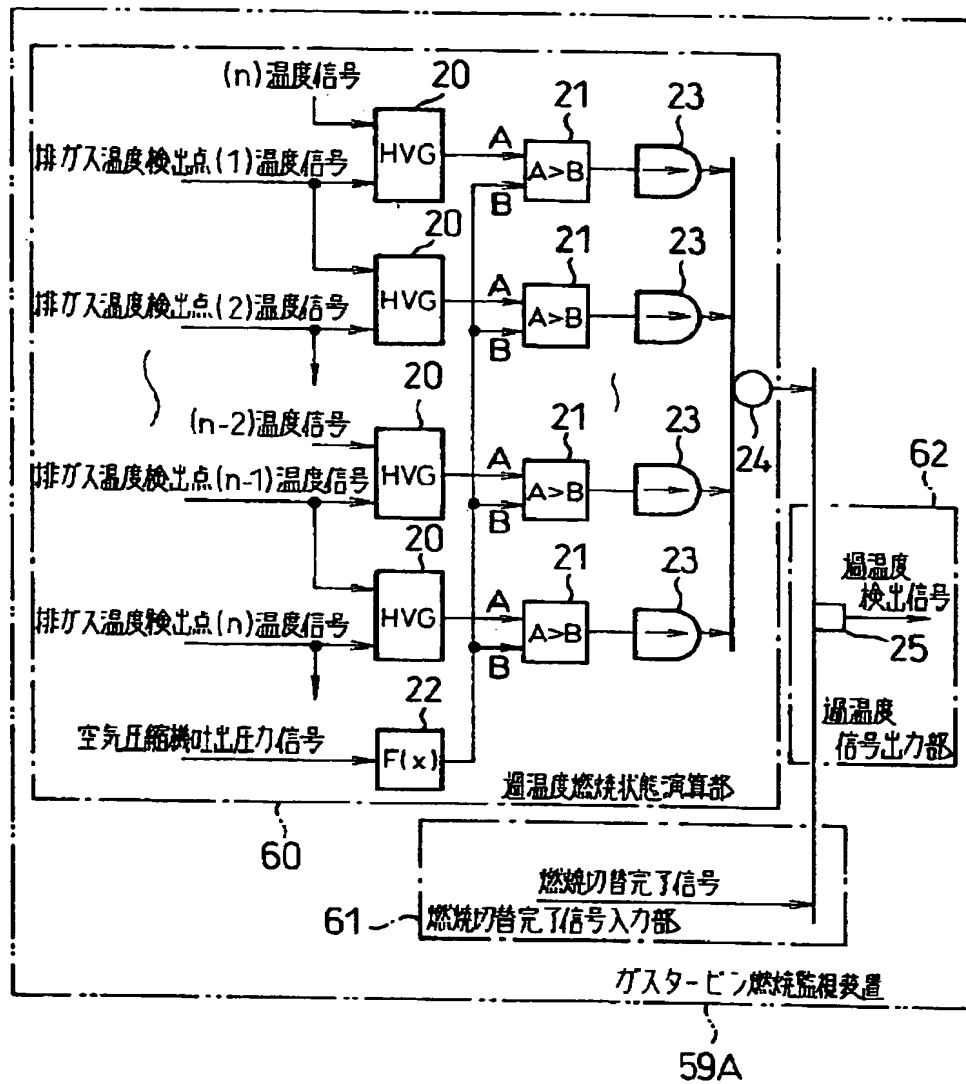 (n)温度信号
20
21
23
排ガス温度検出点(1)温度信号
HVG
A
B
A>B
20
21
23
排ガス温度検出点(2)温度信号
HVG
A
B
A>B
20
21
23
24
(n-2)温度信号
排ガス温度検出点(n-1)温度信号
HVG
A
B
A>B
62
20
21
23
排ガス温度検出点(n)温度信号
HVG
A
B
A>B
過温度
検出信号
25
22
空気圧縮機吐出圧力信号
F(x)
過温度
信号出力部
過温度燃焼状態演算部
60
燃焼切替完了信号
61
燃焼切替完了信号入力部
ガスタービン燃焼監視装置
59A